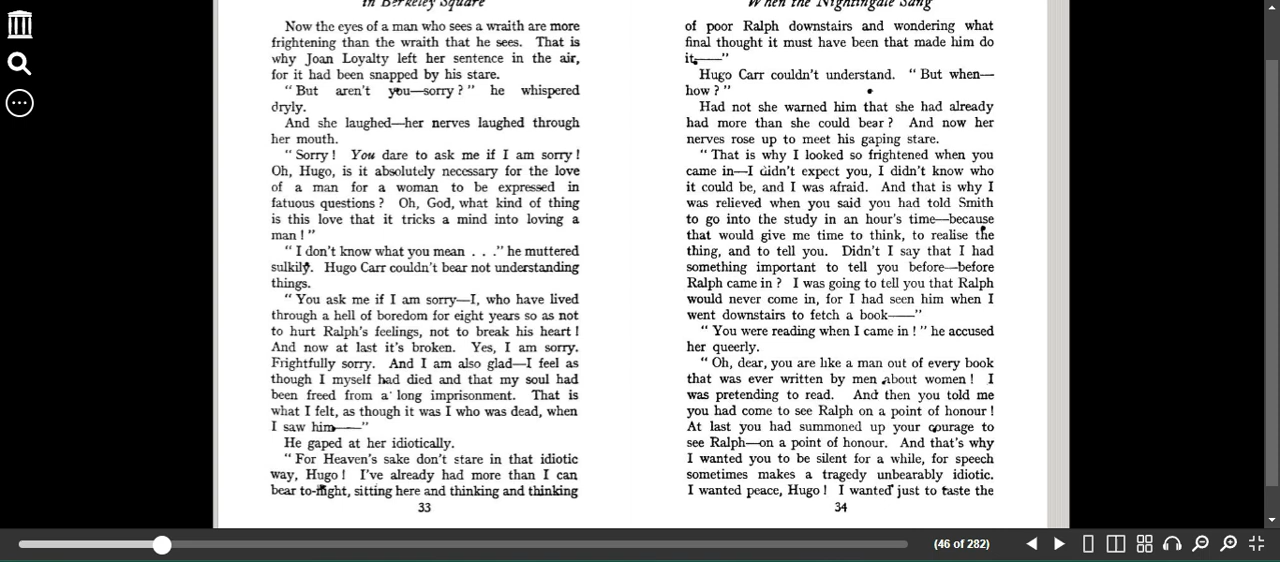 in Berkeley Square
Now the eyes of a man who sees a wraith are more
frightening than the wraith that he sees. That is
why Joan Loyalty left her sentence in the air,
for it had been snapped by his stare.
“ But aren't you—sorry ? ” he whispered
dryly.
And she laughed—her nerves laughed through
her mouth.
“ Sorry ! You dare to ask me if I am sorry !
Oh, Hugo, is it absolutely necessary for the love
of a man for a woman to be expressed in
fatuous questions ? Oh, God, what kind of thing
is this love that it tricks a mind into loving a
man ! ”
“ I don't know what you mean . . .” he muttered
sulkily. Hugo Carr couldn't bear not understanding
things.
“ You ask me if I am sorry—I, who have lived
through a hell of boredom for eight years so as not
to hurt Ralph's feelings, not to break his heart !
And now at last it's broken. Yes, I am sorry.
Frightfully sorry. And I am also glad—I feel as
though I myself had died and that my soul had
been freed from a long imprisonment. That is
what I felt, as though it was I who was dead, when
I saw him——”
He gaped at her idiotically.
“ For Heaven's sake don't stare in that idiotic
way, Hugo ! I've already had more than I can
bear to-night, sitting here and thinking and thinking
33
When the Nightingale Sang
of poor Ralph downstairs and wondering what
final thought it must have been that made him do
it——”
Hugo Carr couldn't understand. “ But when—
how ? ”
Had not she warned him that she had already
had more than she could bear ? And now her
nerves rose up to meet his gaping stare.
“ That is why I looked so frightened when you
came in—I didn't expect you, I didn't know who
it could be, and I was afraid. And that is why I
was relieved when you said you had told Smith
to go into the study in an hour's time—because
that would give me time to think, to realise the
thing, and to tell you. Didn't I say that I had
something important to tell you before—before
Ralph came in ? I was going to tell you that Ralph
would never come in, for I had seen him when I
went downstairs to fetch a book——”
“ You were reading when I came in ! ” he accused
her queerly.
“ Oh, dear, you are like a man out of every book
that was ever written by men about women ! I
was pretending to read. And then you told me
you had come to see Ralph on a point of honour !
At last you had summoned up your courage to
see Ralph—on a point of honour. And that's why
I wanted you to be silent for a while, for speech
sometimes makes a tragedy unbearably idiotic.
I wanted peace, Hugo ! I wanted just to taste the
34
(46 of 282)